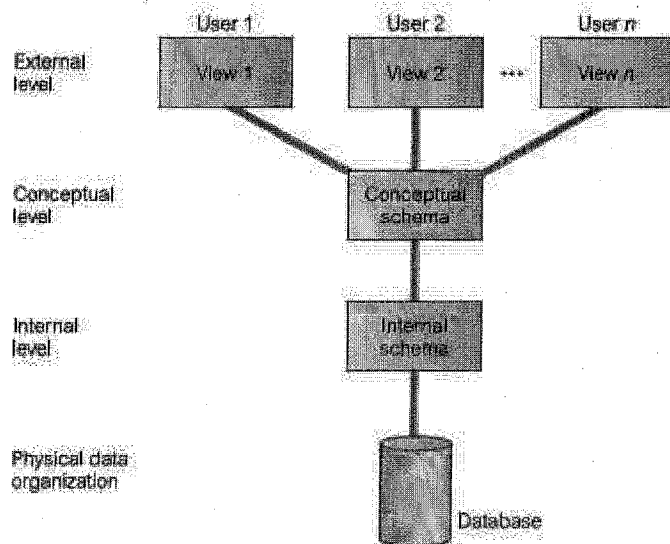 User 1
User 2
User n
External
level
View 1
View 2
...
View n
Conceptual
level
Conceptual
schema
Internal
level
Internal
schema
Physical data
organization
Database